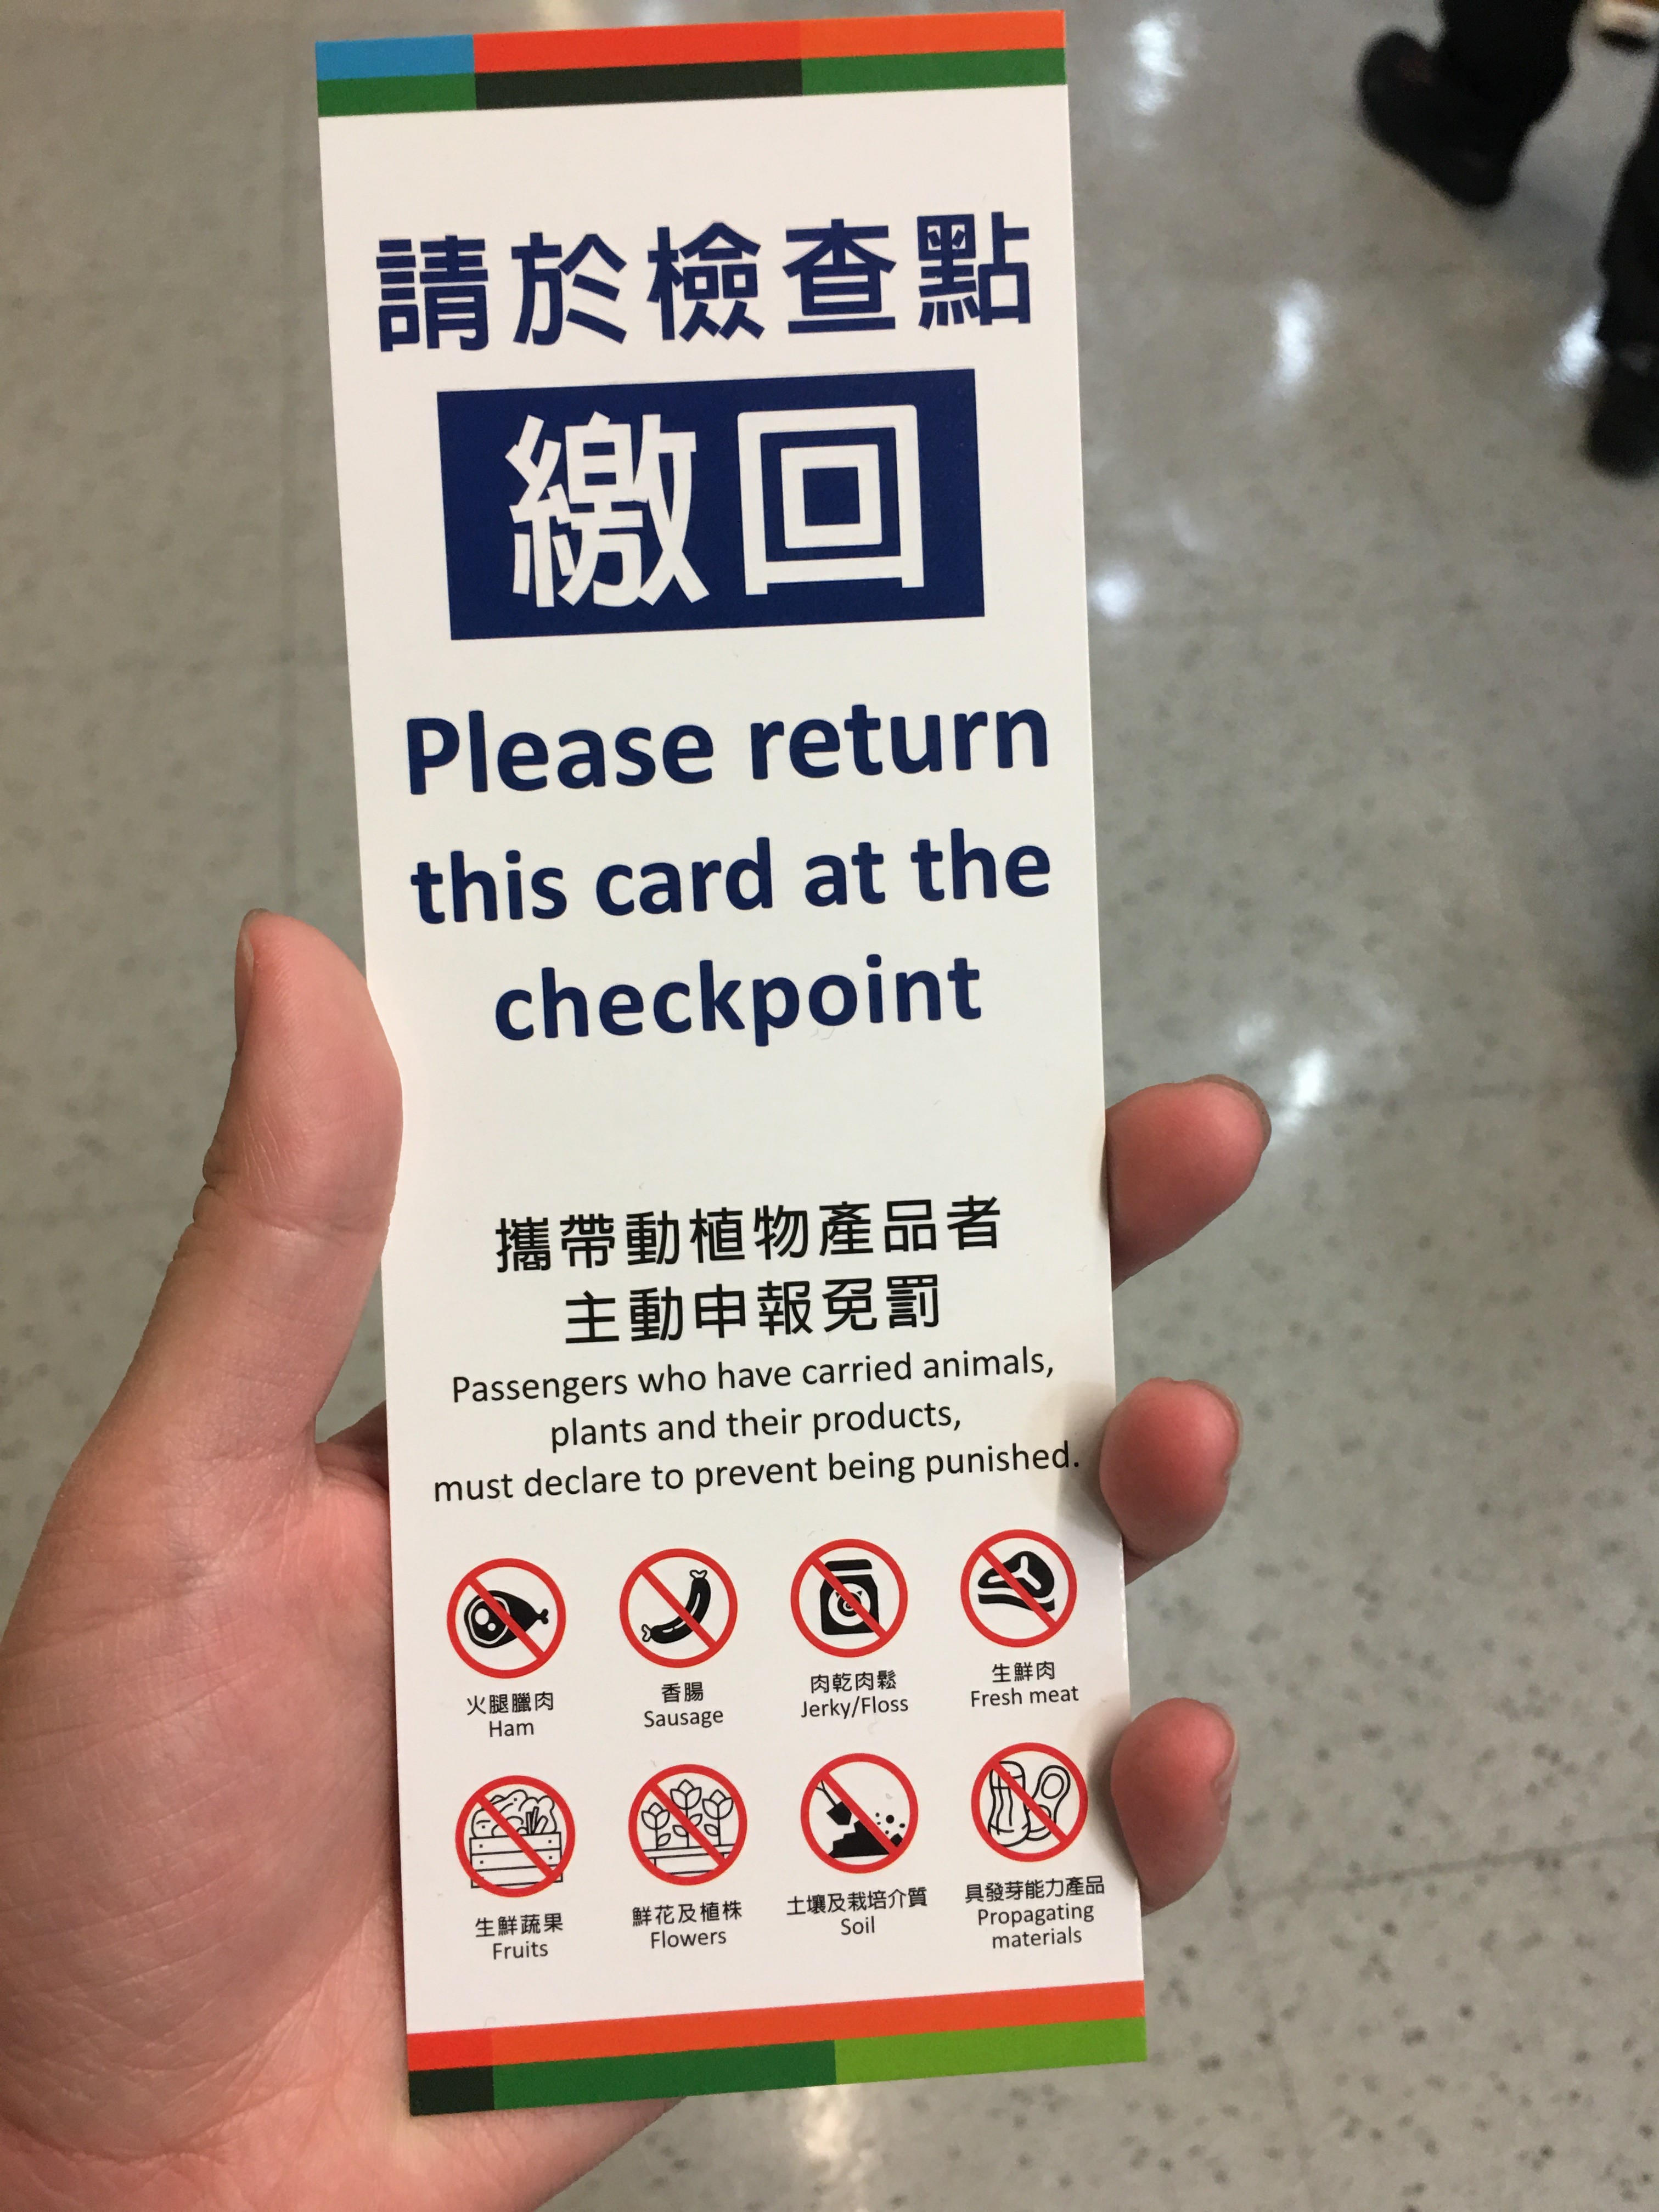 請於檢查點
繳回
Please return
this card at the
checkpoint
攜帶動植物產品者
主動申報免罰
Passengers who have carried animals,
plants and their products,
must declare to prevent being punished.
火腿臘肉
Ham
香腸
Sausage
肉乾肉鬆
Jerky/Floss
生鮮肉
Fresh meat
生鮮蔬果
Fruits
鮮花及植株
Flowers
土壤及栽培介質
Soil
具發芽能力產品
Propagating
materials